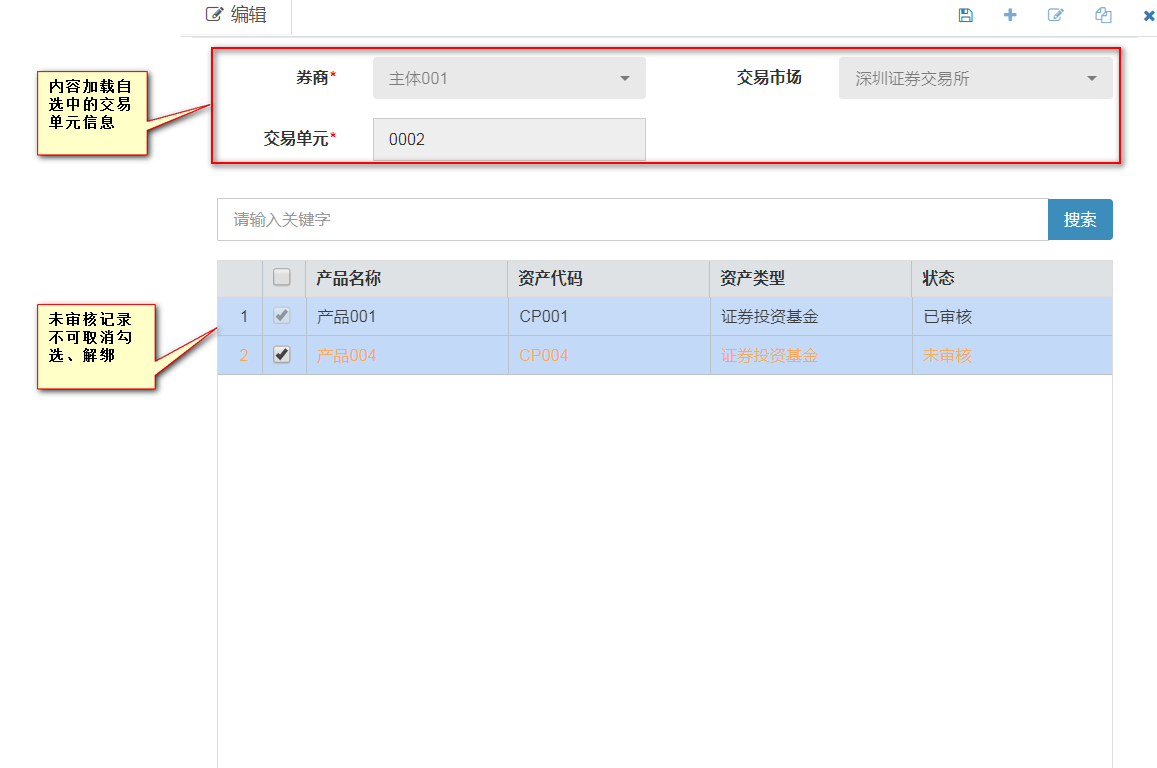 编辑
内容加载自
选中的交易
单元信息
券商* 主体001 交易市场 深圳证券交易所
交易单元* 0002
请输入关键字 搜索
产品名称 资产代码 资产类型 状态
1 产品001 CP001 证券投资基金 已审核
2 产品004 CP004 证券投资基金 未审核
未审核记录
不可取消勾
选、解绑